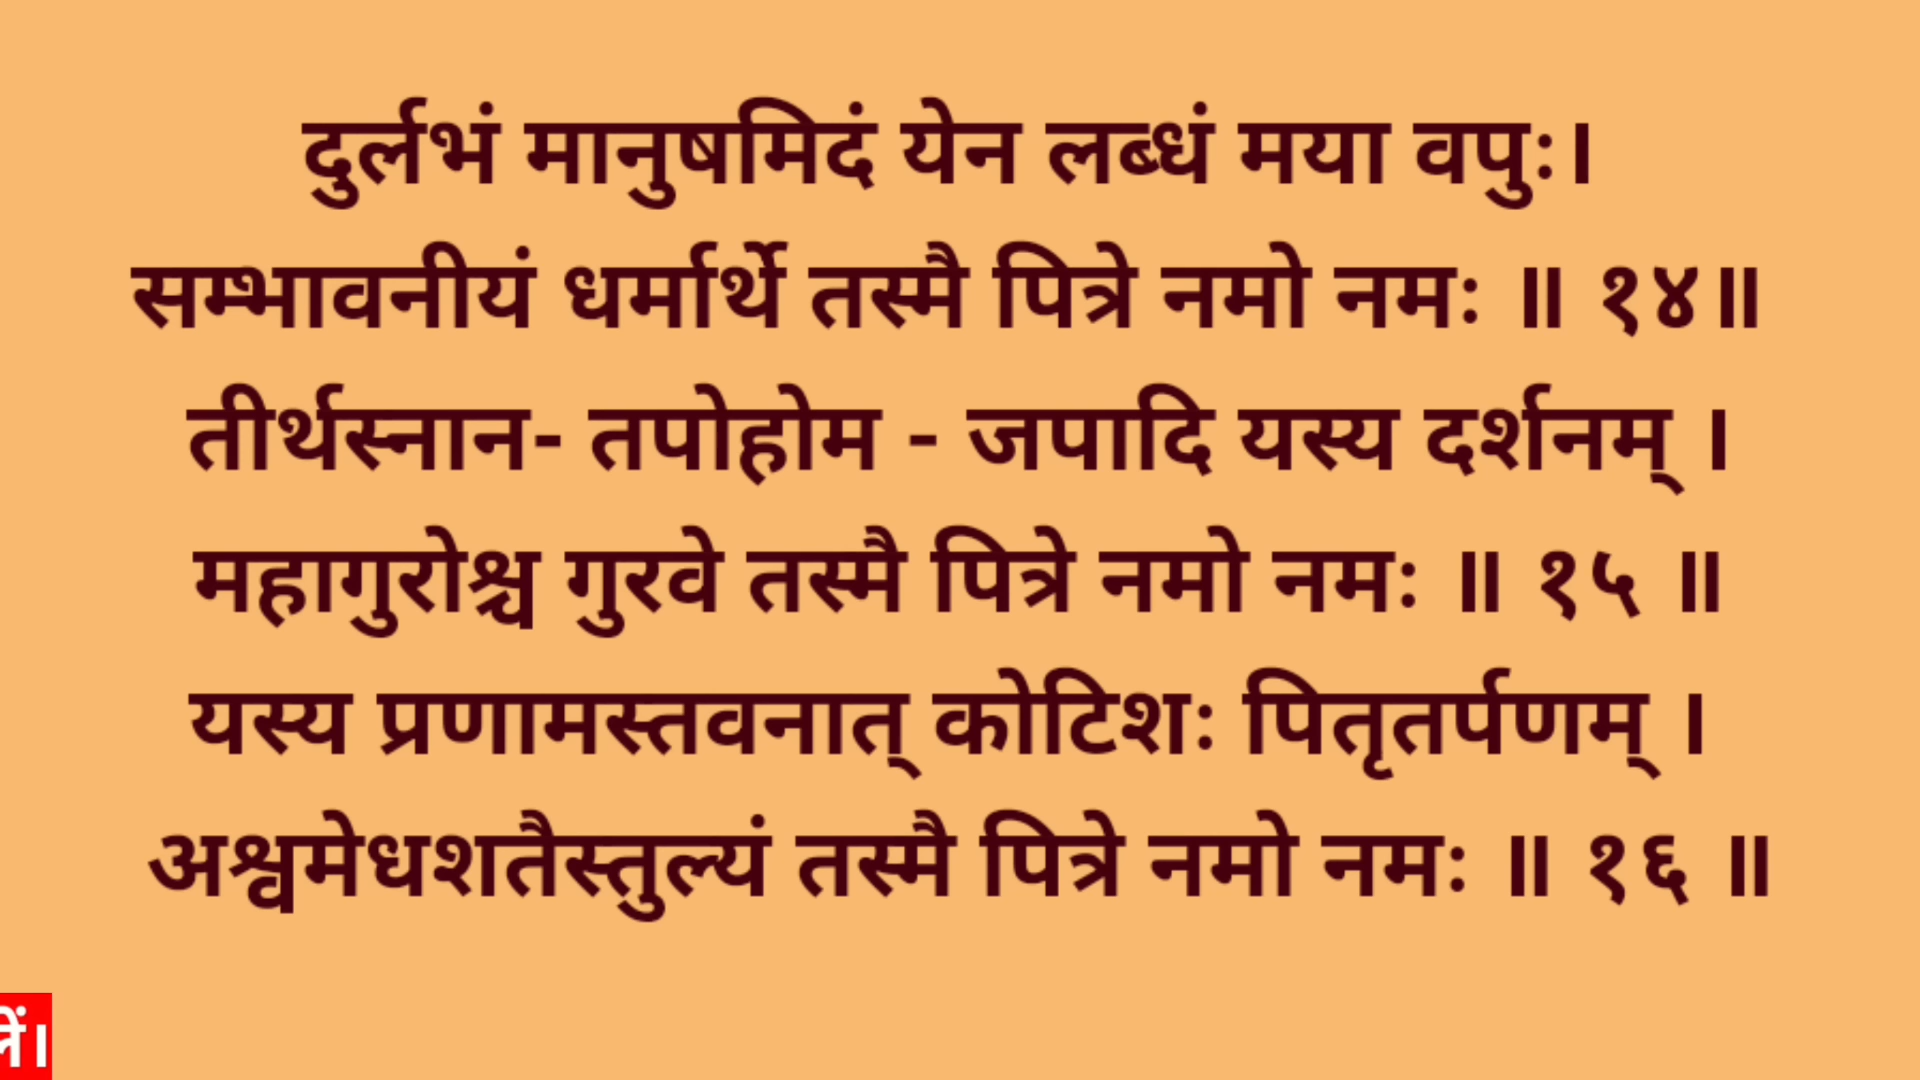 दुर्लभं मानुषमिदं येन लब्धं मया वपुः।
सम्भावनीयं धर्मार्थे तस्मै पित्रे नमो नमः ॥ १४॥
तीर्थस्नान- तपोहोम - जपादि यस्य दर्शनम् ।
महागुरोश्च गुरवे तस्मै पित्रे नमो नमः ॥ १५ ॥
यस्य प्रणामस्तवनात् कोटिशः पितृतर्पणम् ।
अश्वमेधशतैस्तुल्यं तस्मै पित्रे नमो नमः ॥ १६ ॥